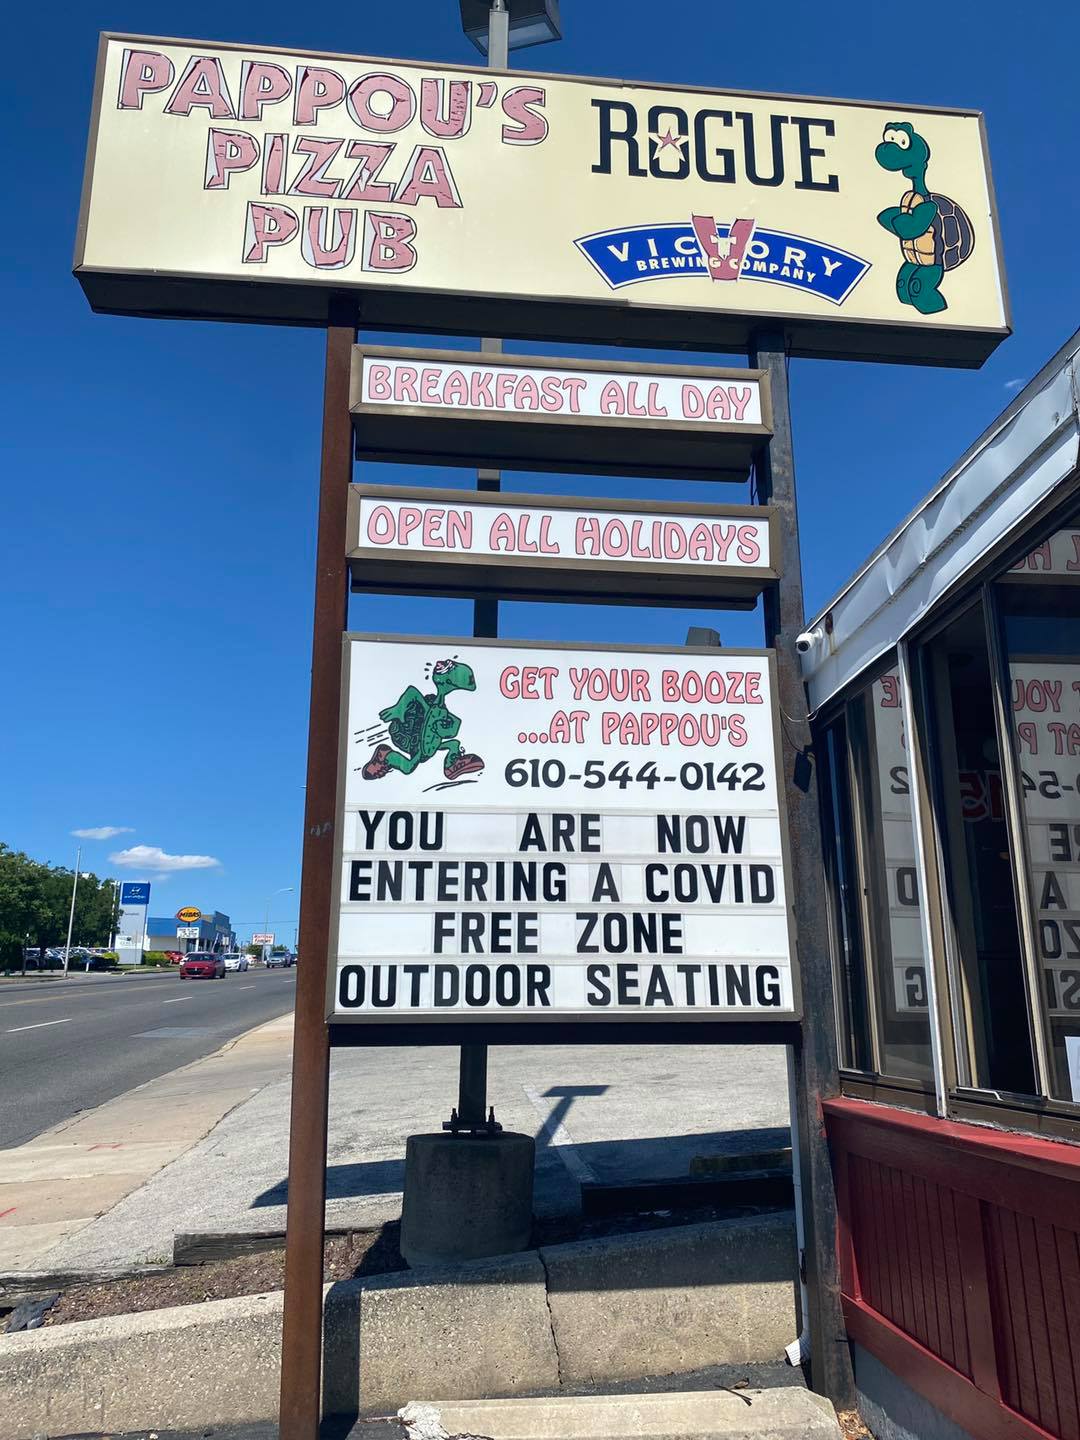 PAPPOU'S
PIZZA
PUB
ROGUE
VICTORY
BREWING COMPANY
BREAKFAST ALL DAY
OPEN ALL HOLIDAYS
GET YOUR BOOZE
...AT PAPPOU'S
610-544-0142
YOU ARE NOW
ENTERING A COVID
FREE ZONE
OUTDOOR SEATING
MIDAS